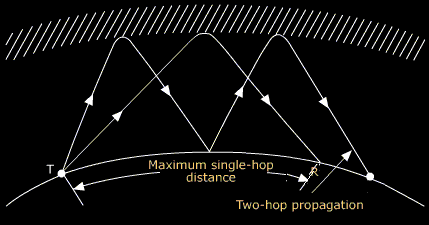 T
Maximum single-hop
distance
R
Two-hop propagation